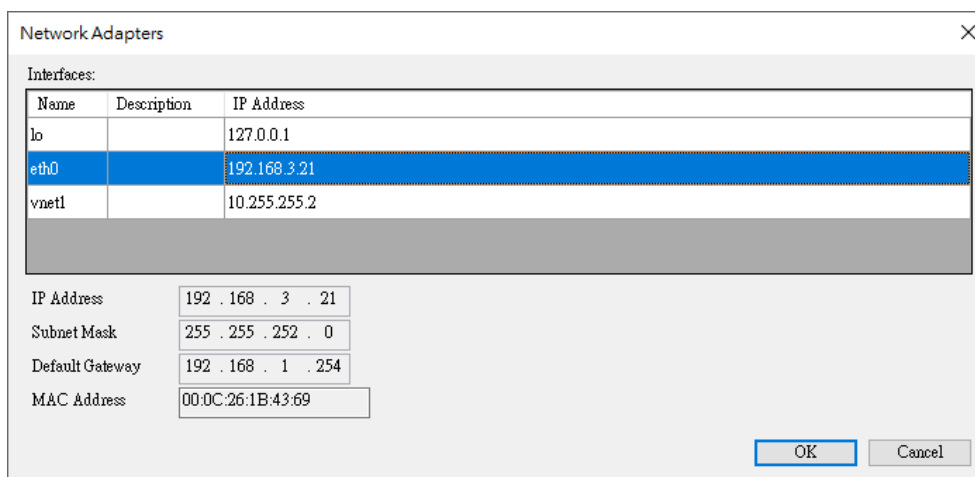 Network Adapters
Interfaces:
Name Description IP Address
lo 127.0.0.1
eth0 192.168.3.21
vnet1 10.255.255.2
IP Address 192 . 168 . 3 . 21
Subnet Mask 255 . 255 . 252 . 0
Default Gateway 192 . 168 . 1 . 254
MAC Address 00:0C:26:1B:43:69
OK Cancel